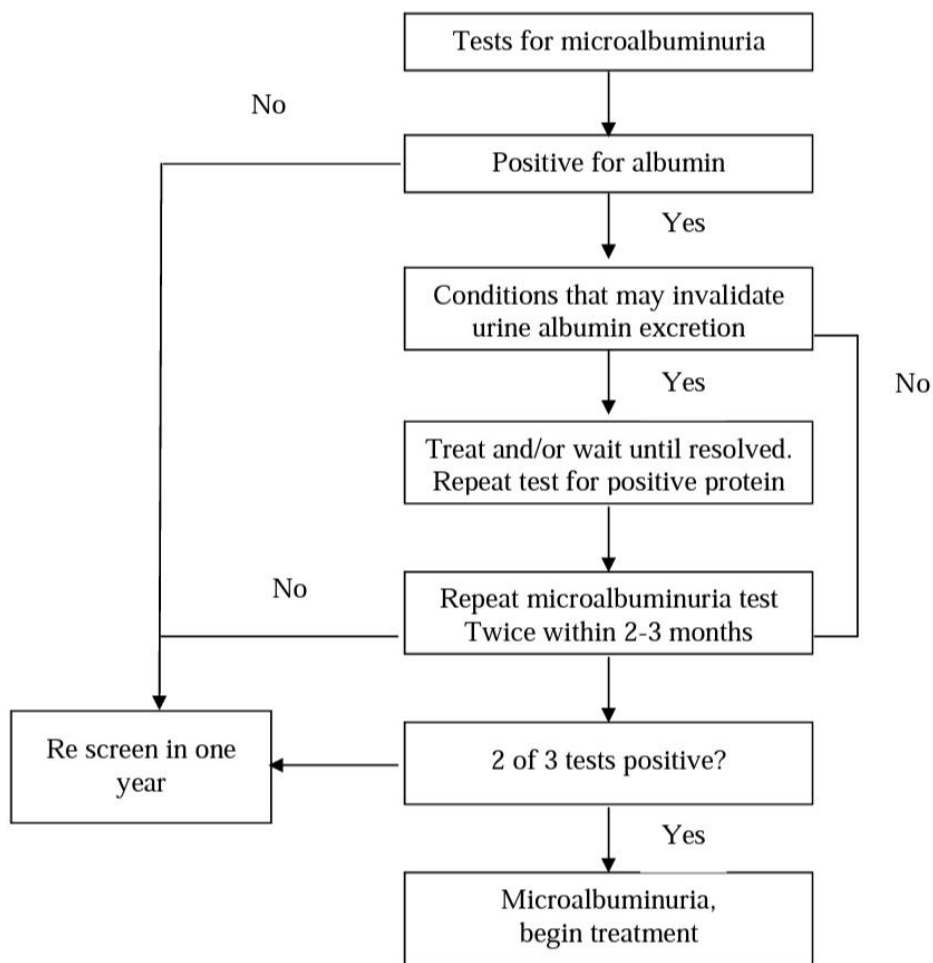 Tests for microalbuminuria
No
Positive for albumin
Yes
Conditions that may invalidate
urine albumin excretion
Yes
No
Treat and/or wait until resolved.
Repeat test for positive protein
No
Repeat microalbuminuria test
Twice within 2-3 months
Re screen in one
year
2 of 3 tests positive?
Yes
Microalbuminuria,
begin treatment